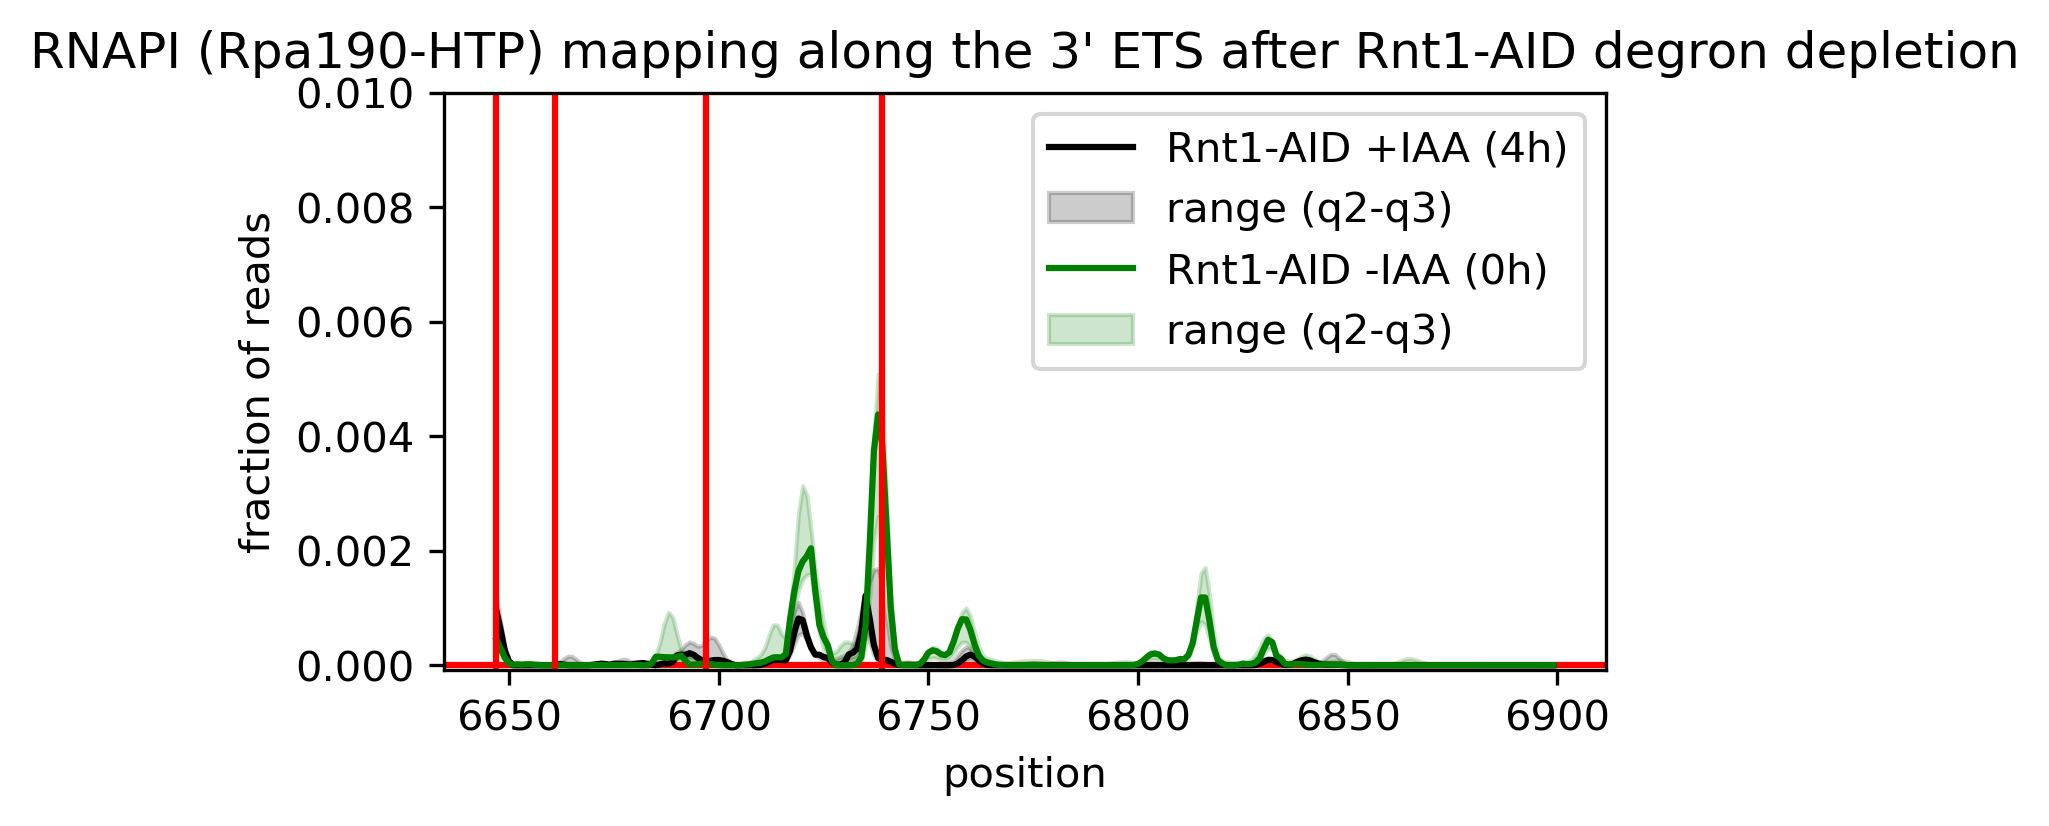 RNAPI (Rpa190-HTP) mapping along the 3' ETS after Rnt1-AID degron depletion
0.010
0.008
0.006
0.004
0.002
0.000
fraction of reads
Rnt1-AID +IAA (4h)
range (q2-q3)
Rnt1-AID -IAA (0h)
range (q2-q3)
6650 6700 6750 6800 6850 6900
position